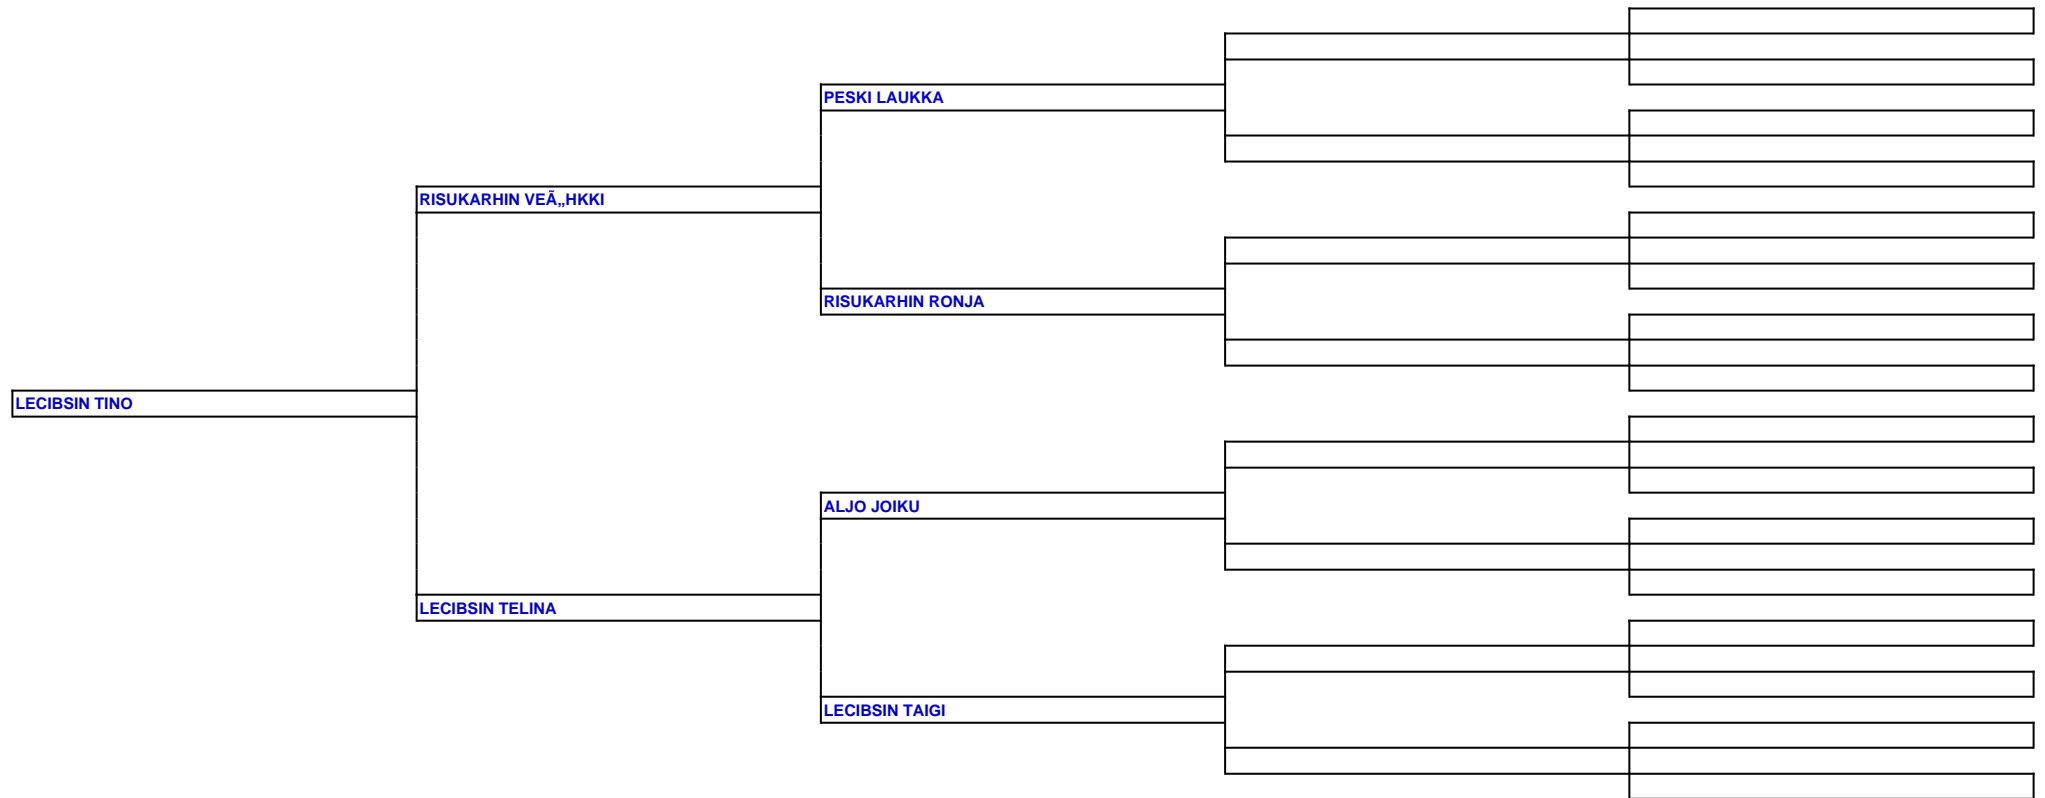 PESKI LAUKKA
RISUKARHIN VEÃ„HKKI
RISUKARHIN RONJA
LECIBSIN TINO
ALJO JOIKU
LECIBSIN TELINA
LECIBSIN TAIGI